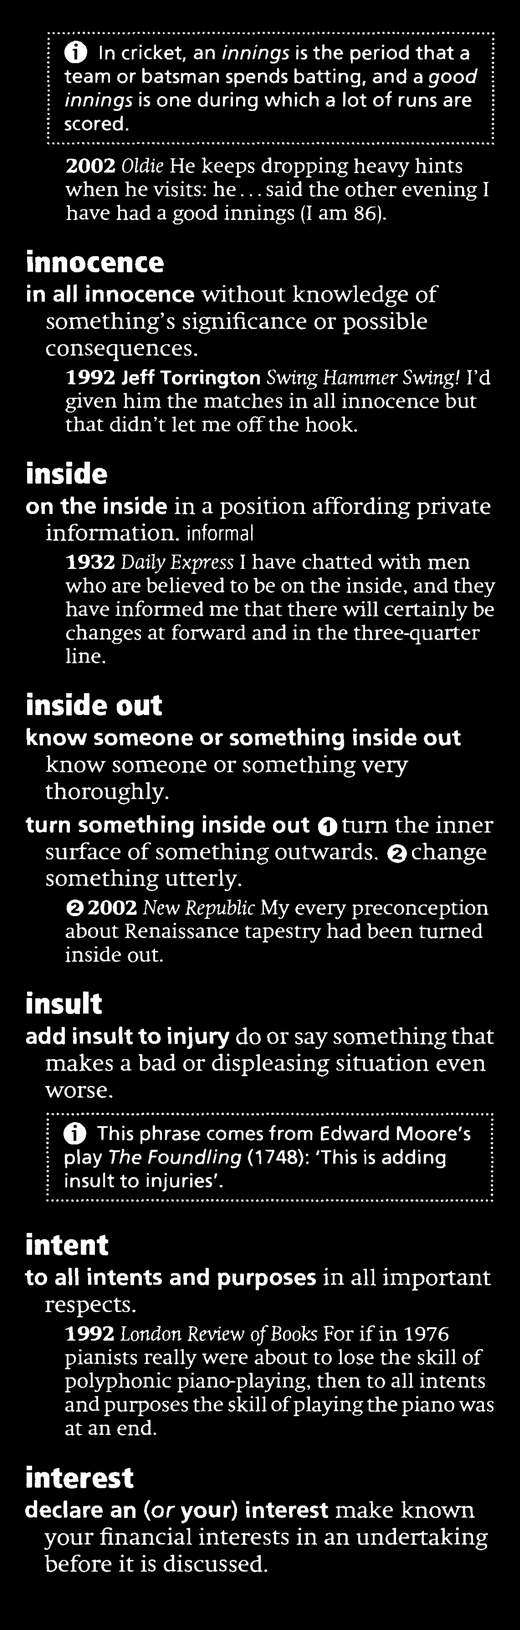 ⓘ In cricket, an innings is the period that a
team or batsman spends batting, and a good
innings is one during which a lot of runs are
scored.
2002 Oldie He keeps dropping heavy hints
when he visits: he... said the other evening I
have had a good innings (I am 86).
innocence
in all innocence without knowledge of
something's significance or possible
consequences.
1992 Jeff Torrington Swing Hammer Swing! I'd
given him the matches in all innocence but
that didn't let me off the hook.
inside
on the inside in a position affording private
information. informal
1932 Daily Express I have chatted with men
who are believed to be on the inside, and they
have informed me that there will certainly be
changes at forward and in the three-quarter
line.
inside out
know someone or something inside out
know someone or something very
thoroughly.
turn something inside out ❶ turn the inner
surface of something outwards. ❷ change
something utterly.
❷ 2002 New Republic My every preconception
about Renaissance tapestry had been turned
inside out.
insult
add insult to injury do or say something that
makes a bad or displeasing situation even
worse.
ⓘ This phrase comes from Edward Moore's
play The Foundling (1748): 'This is adding
insult to injuries'.
intent
to all intents and purposes in all important
respects.
1992 London Review of Books For if in 1976
pianists really were about to lose the skill of
polyphonic piano-playing, then to all intents
and purposes the skill of playing the piano was
at an end.
interest
declare an (or your) interest make known
your financial interests in an undertaking
before it is discussed.